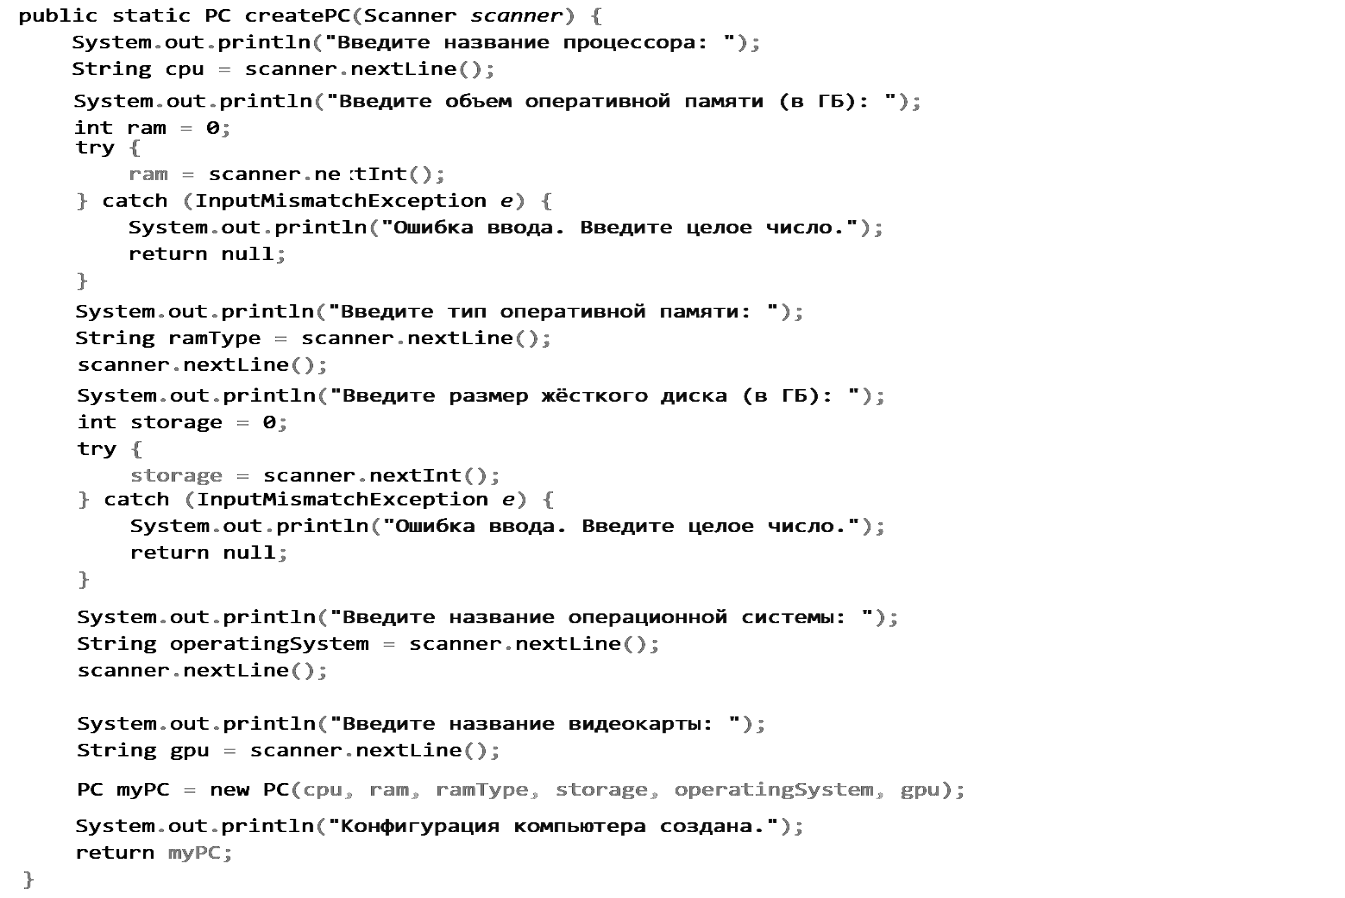 public static PC createPC(Scanner scanner) {
System.out.println("Введите название процессора: ");
String cpu = scanner.nextLine();
System.out.println("Введите объем оперативной памяти (в ГБ): ");
int ram = 0;
try {
ram = scanner.nextInt();
} catch (InputMismatchException e) {
System.out.println("Ошибка ввода. Введите целое число.");
return null;
}
System.out.println("Введите тип оперативной памяти: ");
String ramType = scanner.nextLine();
scanner.nextLine();
System.out.println("Введите размер жёсткого диска (в ГБ): ");
int storage = 0;
try {
storage = scanner.nextInt();
} catch (InputMismatchException e) {
System.out.println("Ошибка ввода. Введите целое число.");
return null;
}
System.out.println("Введите название операционной системы: ");
String operatingSystem = scanner.nextLine();
scanner.nextLine();
System.out.println("Введите название видеокарты: ");
String gpu = scanner.nextLine();
PC myPC = new PC(cpu, ram, ramType, storage, operatingSystem, gpu);
System.out.println("Конфигурация компьютера создана.");
return myPC;
}